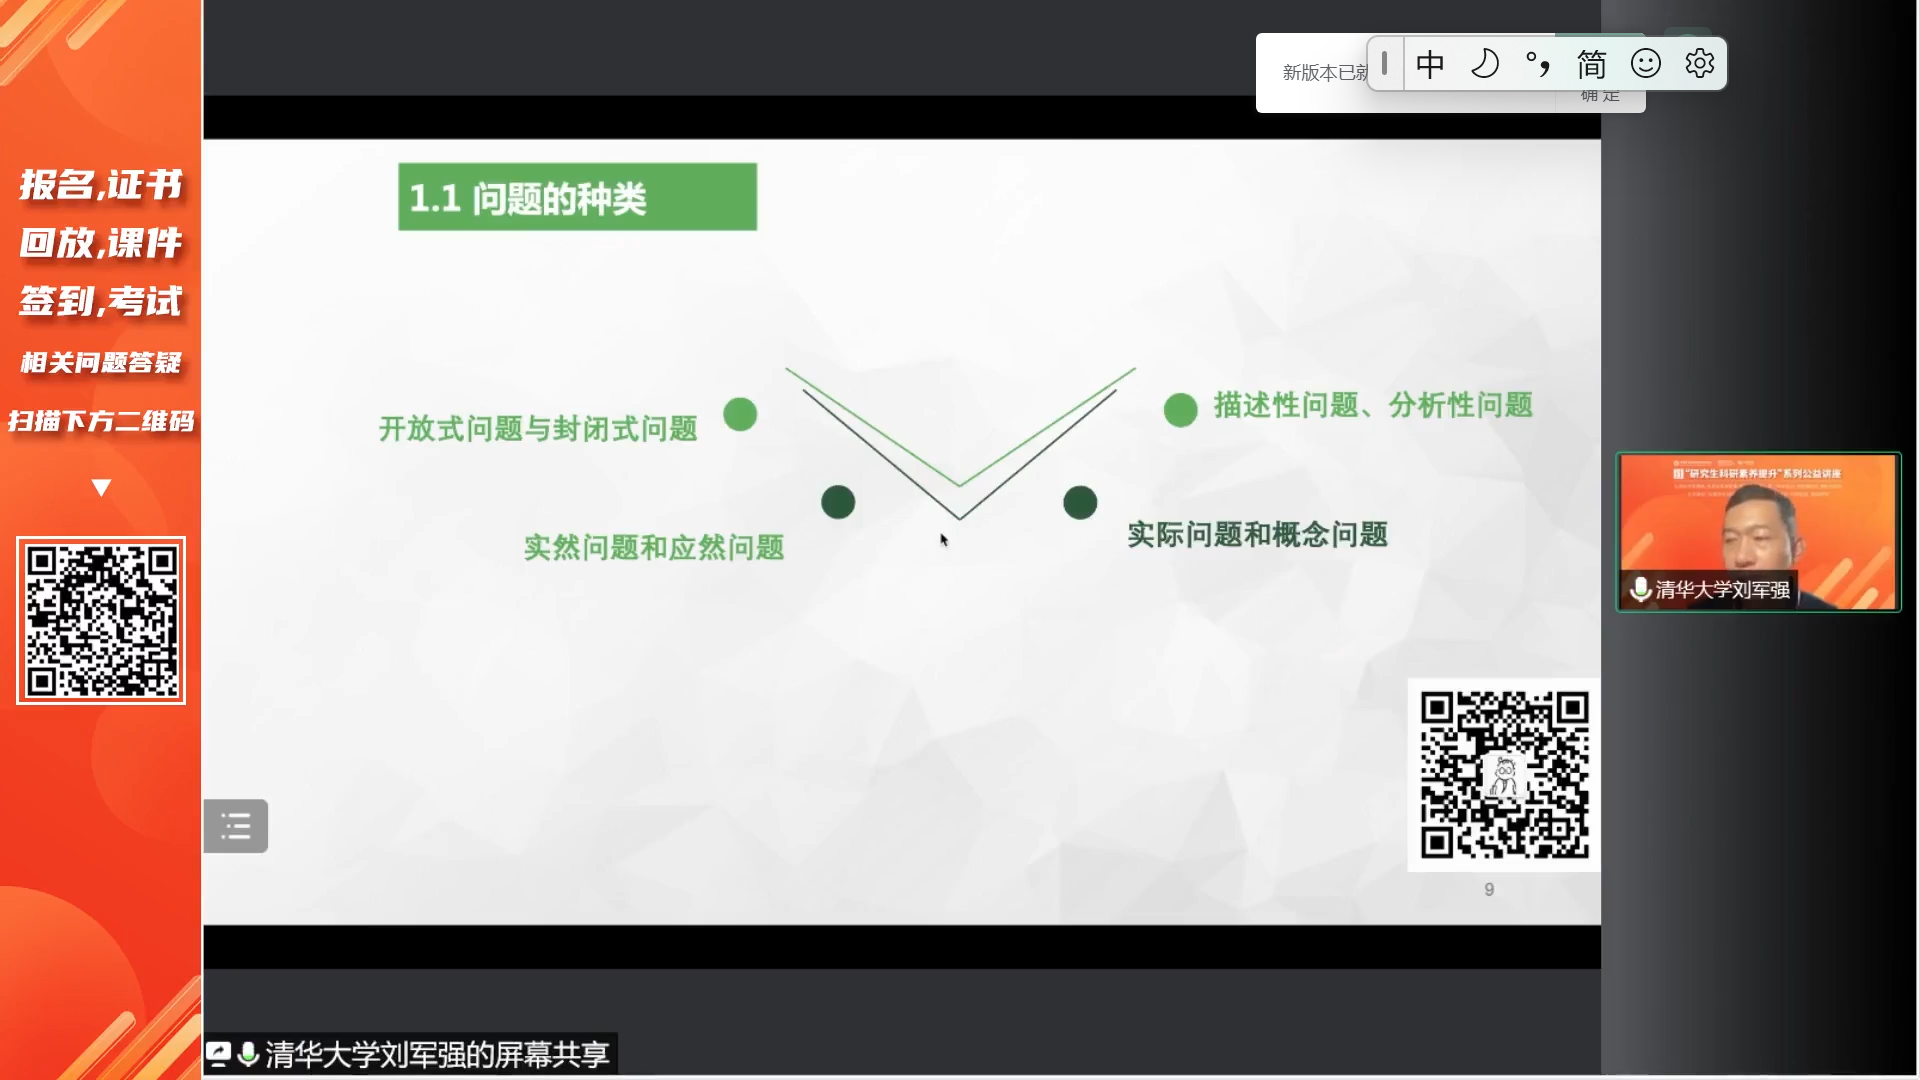 报名,证书
回放,课件
签到,考试
相关问题答疑
扫描下方二维码
新版本已就
确定
中
简
1.1 问题的种类
开放式问题与封闭式问题
描述性问题、分析性问题
实然问题和应然问题
实际问题和概念问题
9
“研究生科研素养提升”系列公益讲座
清华大学刘军强
清华大学刘军强的屏幕共享